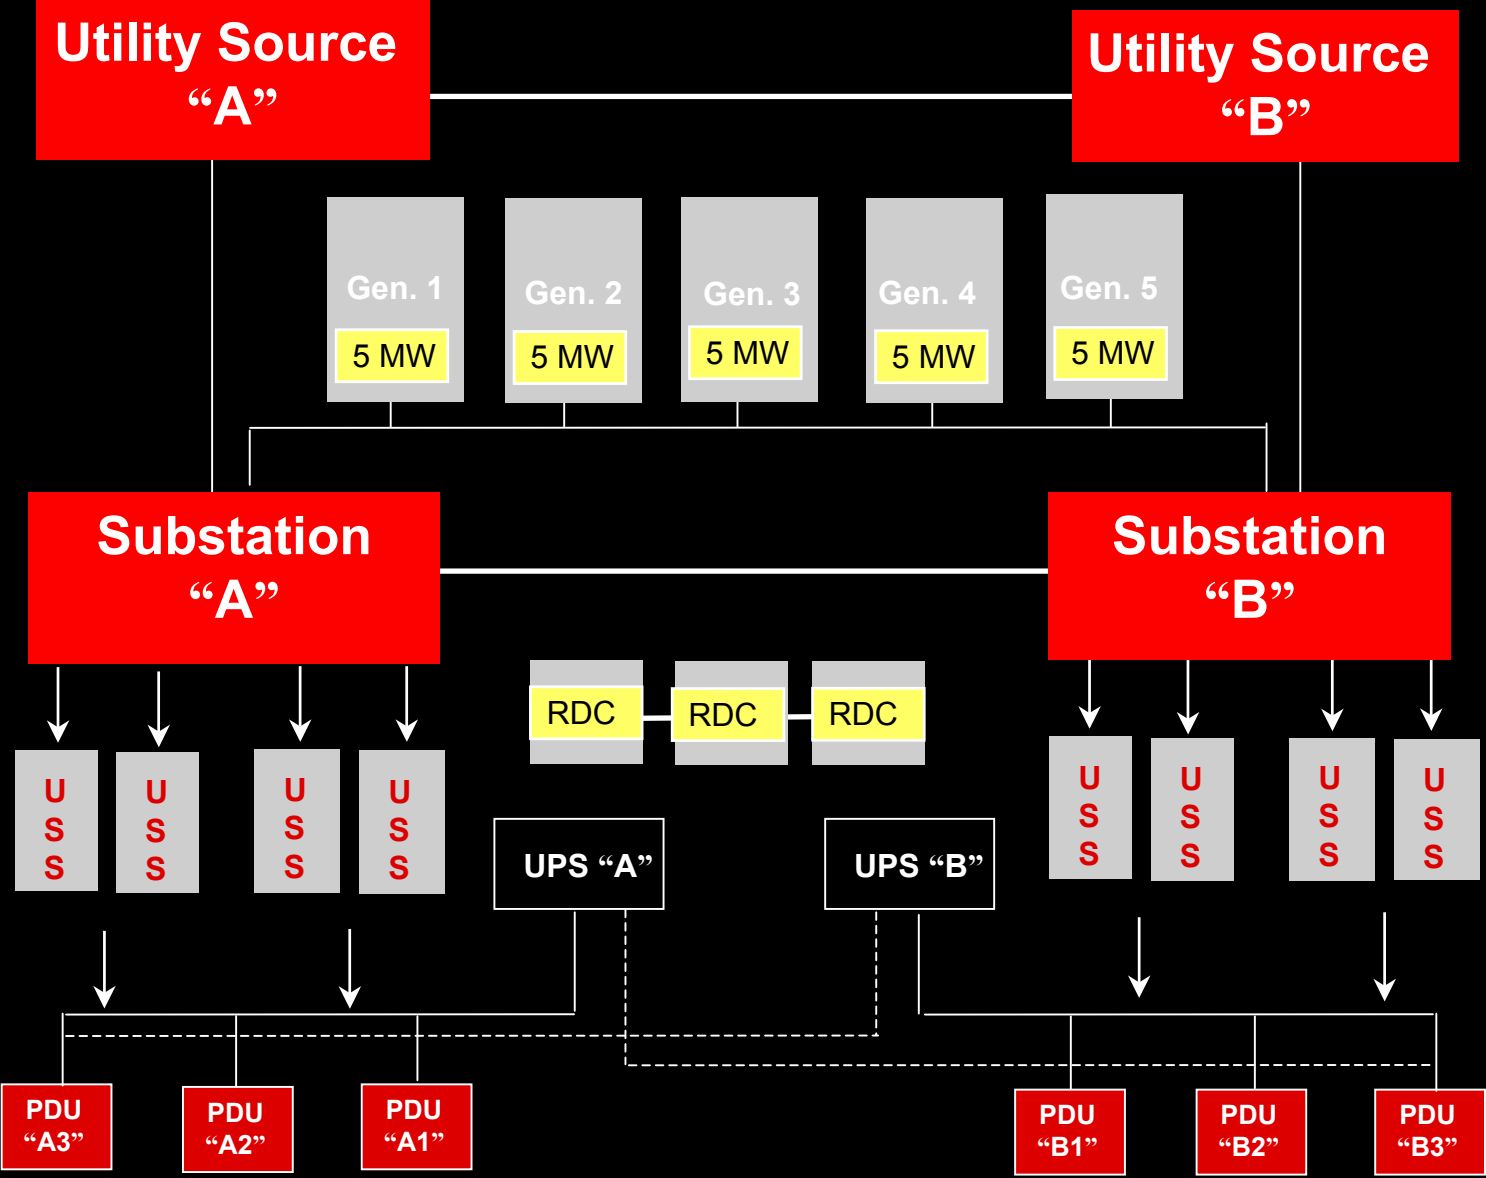 Utility Source
“A”
Utility Source
“B”
Gen. 1
5 MW
Gen. 2
5 MW
Gen. 3
5 MW
Gen. 4
5 MW
Gen. 5
5 MW
Substation
“A”
Substation
“B”
RDC
RDC
RDC
U
S
S
U
S
S
U
S
S
U
S
S
UPS “A”
UPS “B”
U
S
S
U
S
S
U
S
S
U
S
S
PDU
“A3”
PDU
“A2”
PDU
“A1”
PDU
“B1”
PDU
“B2”
PDU
“B3”